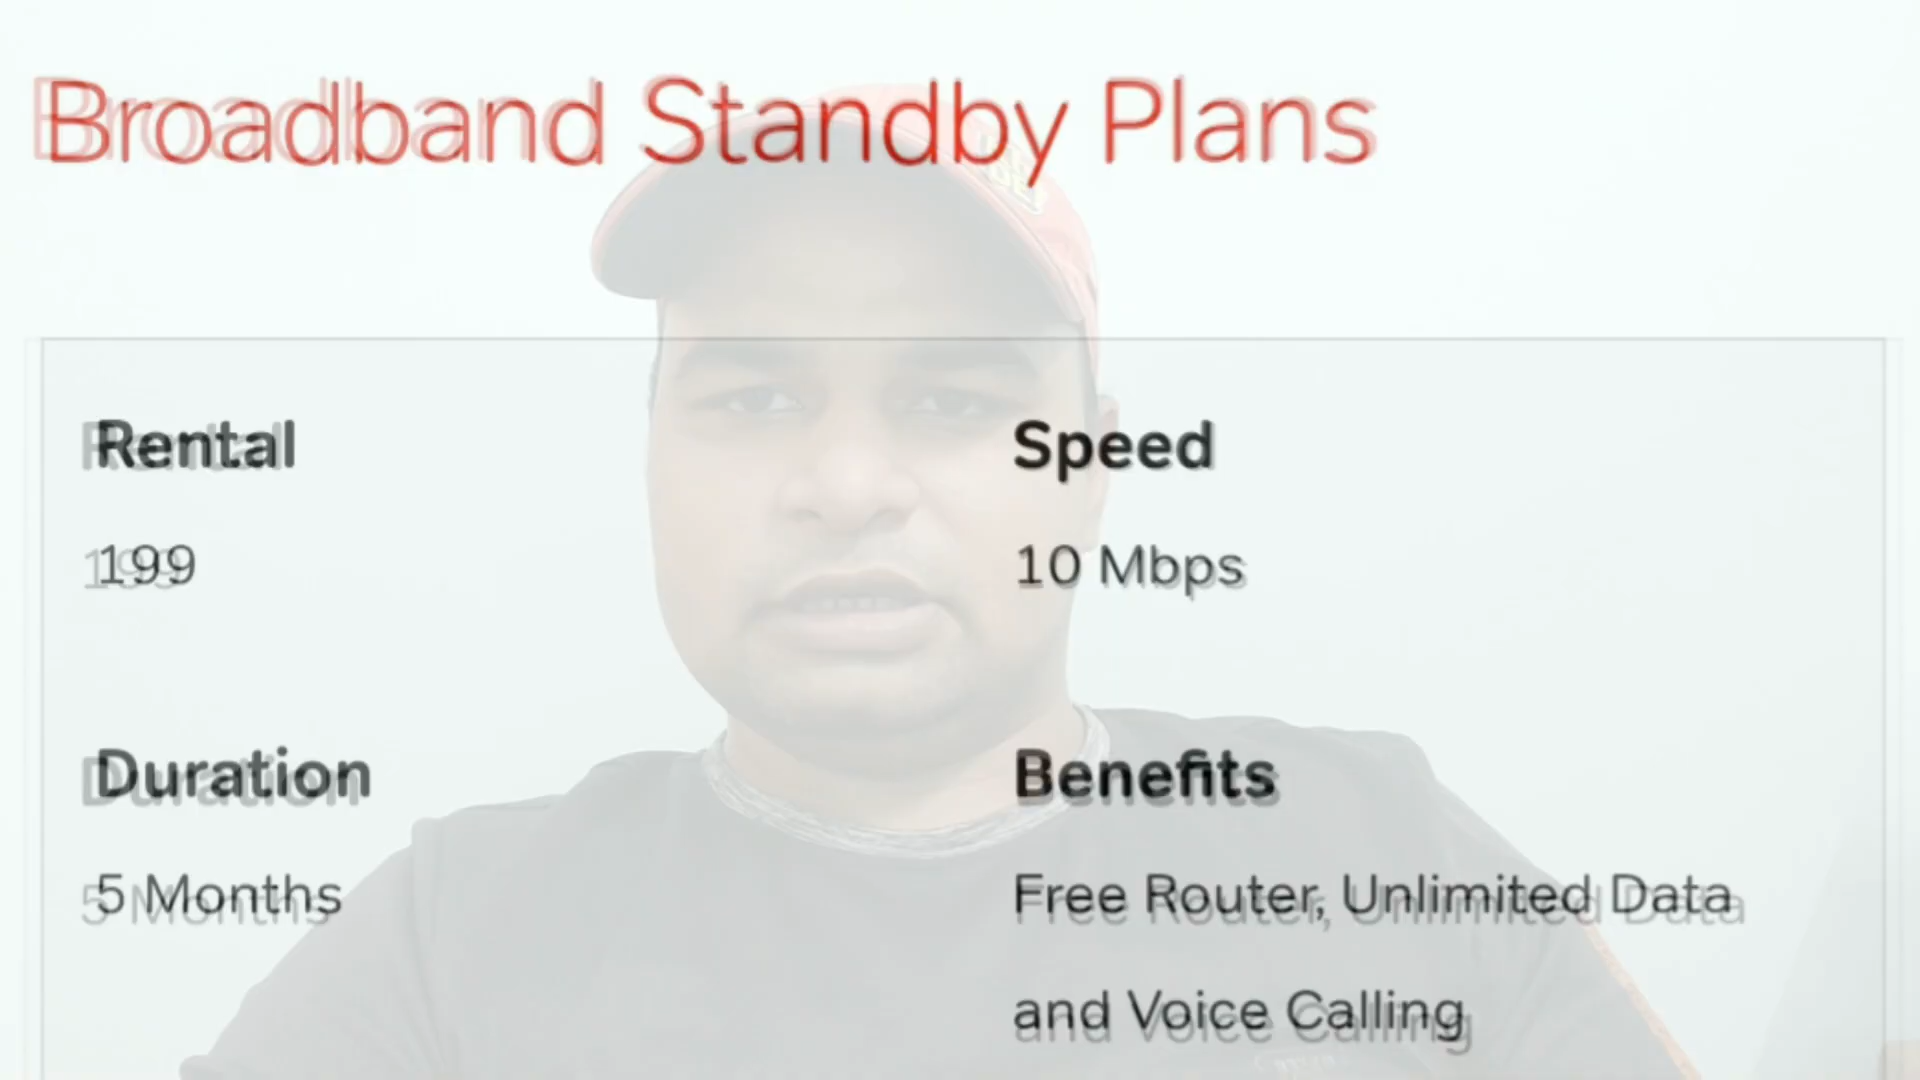 Broadband Standby Plans
Rental
Speed
199
10 Mbps
Duration
Benefits
5 Months
Free Router, Unlimited Data
and Voice Calling